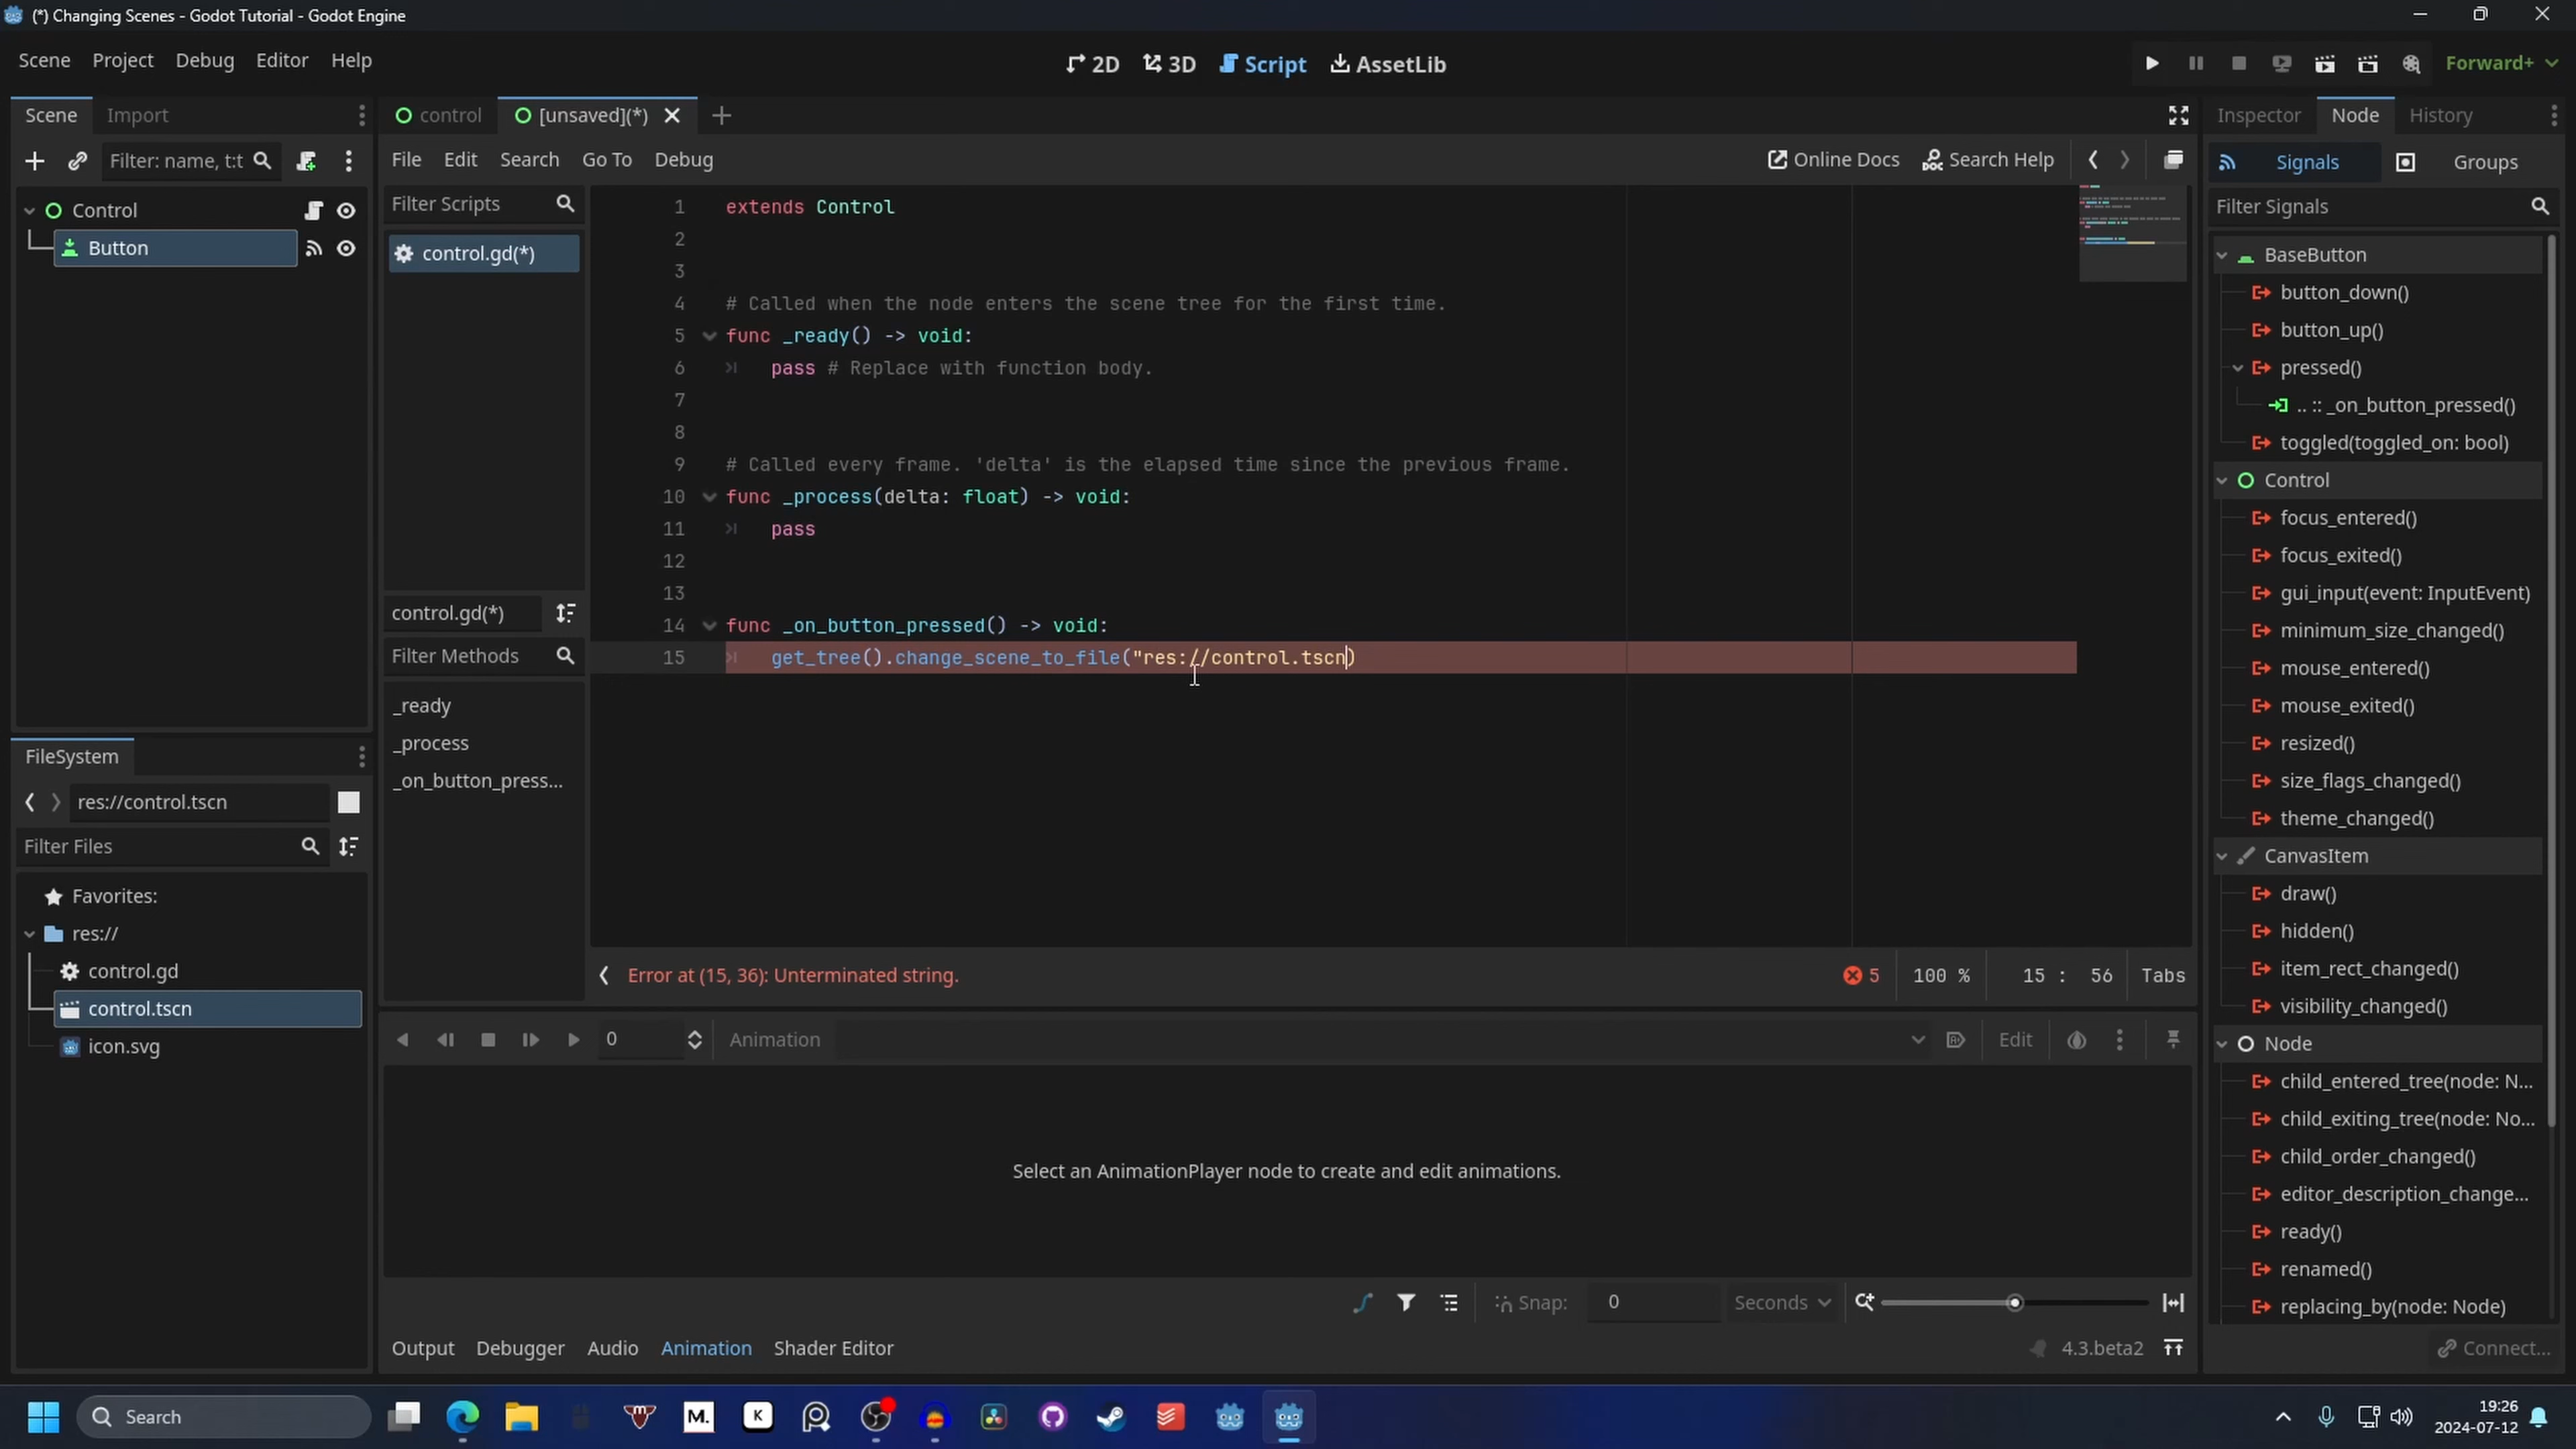 (*) Changing Scenes - Godot Tutorial - Godot Engine
Scene Project Debug Editor Help
2D 3D Script AssetLib
Forward+
Scene Import
Filter: name, t:t
Control
Button
FileSystem
res://control.tscn
Filter Files
Favorites:
res://
control.gd
control.tscn
icon.svg
control [unsaved](*)
File Edit Search Go To Debug
Online Docs Search Help
Filter Scripts
control.gd(*)
control.gd(*)
Filter Methods
_ready
_process
_on_button_press...
1 extends Control
2
3
4 # Called when the node enters the scene tree for the first time.
5 func _ready() -> void:
6 pass # Replace with function body.
7
8
9 # Called every frame. 'delta' is the elapsed time since the previous frame.
10 func _process(delta: float) -> void:
11 pass
12
13
14 func _on_button_pressed() -> void:
15 get_tree().change_scene_to_file("res://control.tscn)
Error at (15, 36): Unterminated string.
5 100 % 15 : 56 Tabs
0 Animation Edit
Select an AnimationPlayer node to create and edit animations.
Snap: 0 Seconds
Output Debugger Audio Animation Shader Editor
4.3.beta2
Inspector Node History
Signals Groups
Filter Signals
BaseButton
button_down()
button_up()
pressed()
.. :: _on_button_pressed()
toggled(toggled_on: bool)
Control
focus_entered()
focus_exited()
gui_input(event: InputEvent)
minimum_size_changed()
mouse_entered()
mouse_exited()
resized()
size_flags_changed()
theme_changed()
CanvasItem
draw()
hidden()
item_rect_changed()
visibility_changed()
Node
child_entered_tree(node: N...
child_exiting_tree(node: No...
child_order_changed()
editor_description_change...
ready()
renamed()
replacing_by(node: Node)
Connect...
Search
M.
K
19:26
2024-07-12